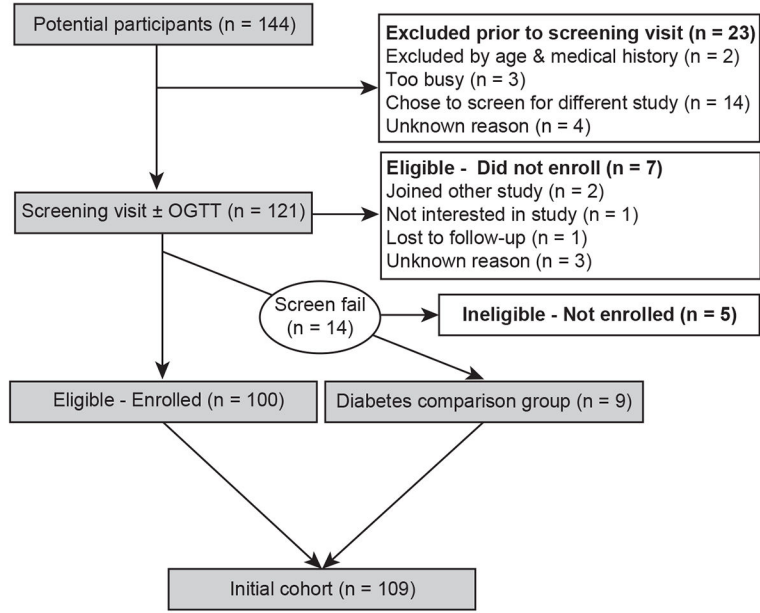 Potential participants (n = 144)
Excluded prior to screening visit (n = 23)
Excluded by age & medical history (n = 2)
Too busy (n = 3)
Chose to screen for different study (n = 14)
Unknown reason (n = 4)
Screening visit ± OGTT (n = 121)
Eligible - Did not enroll (n = 7)
Joined other study (n = 2)
Not interested in study (n = 1)
Lost to follow-up (n = 1)
Unknown reason (n = 3)
Screen fail
(n = 14)
Ineligible - Not enrolled (n = 5)
Eligible - Enrolled (n = 100)
Diabetes comparison group (n = 9)
Initial cohort (n = 109)